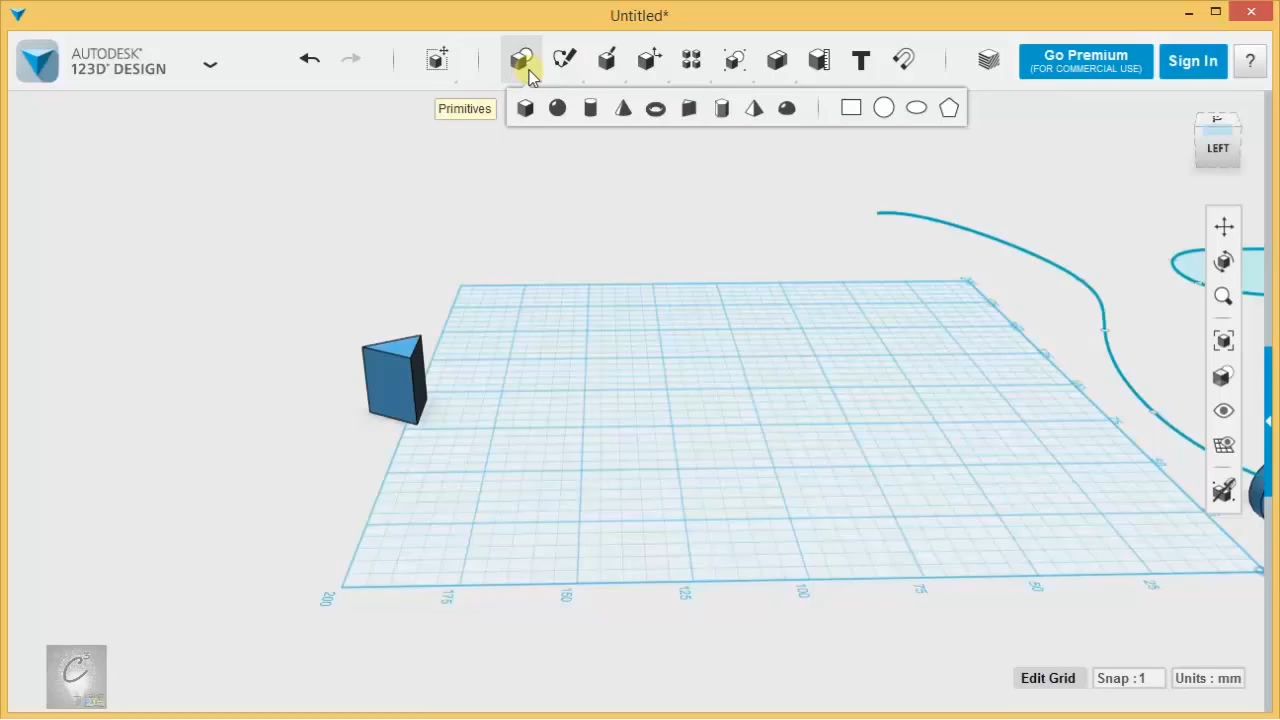 Untitled*
AUTODESK®
123D® DESIGN
T
Go Premium
(FOR COMMERCIAL USE)
Sign In
?
Primitives
LEFT
200
175
150
125
100
75
50
25
Edit Grid
Snap : 1
Units : mm